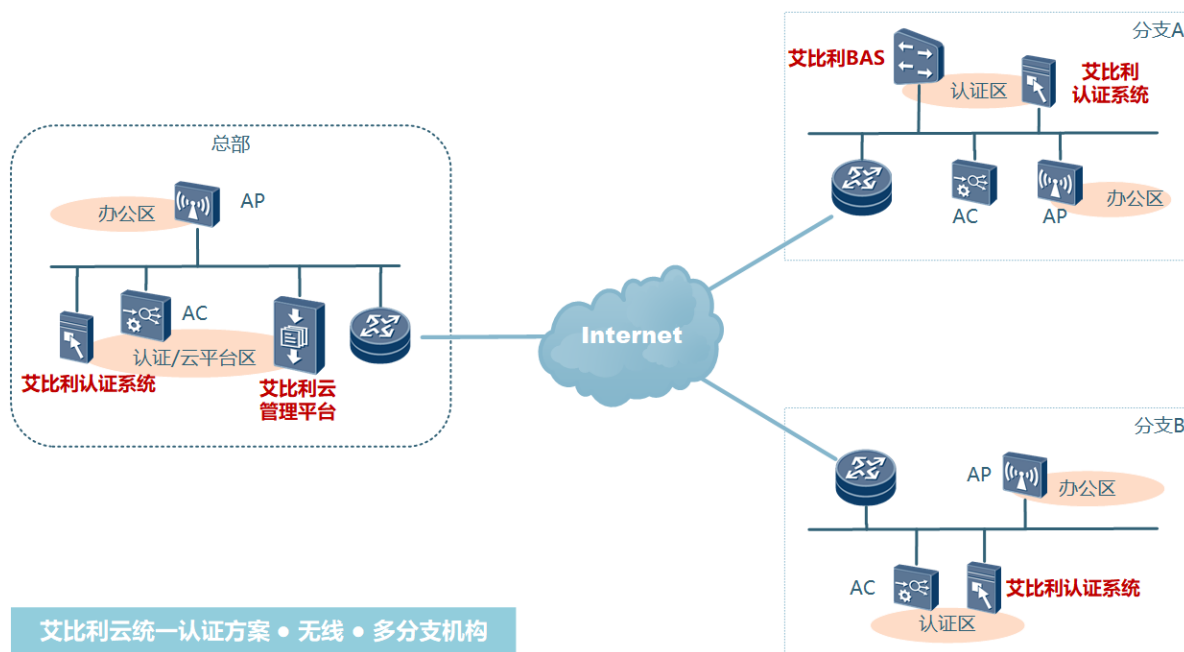 总部
AP
办公区
AC
认证/云平台区
艾比利认证系统
艾比利云
管理平台
Internet
分支A
艾比利BAS
认证区
艾比利
认证系统
AC
AP
办公区
分支B
AP
办公区
AC
艾比利认证系统
认证区
艾比利云统一认证方案 ● 无线 ● 多分支机构